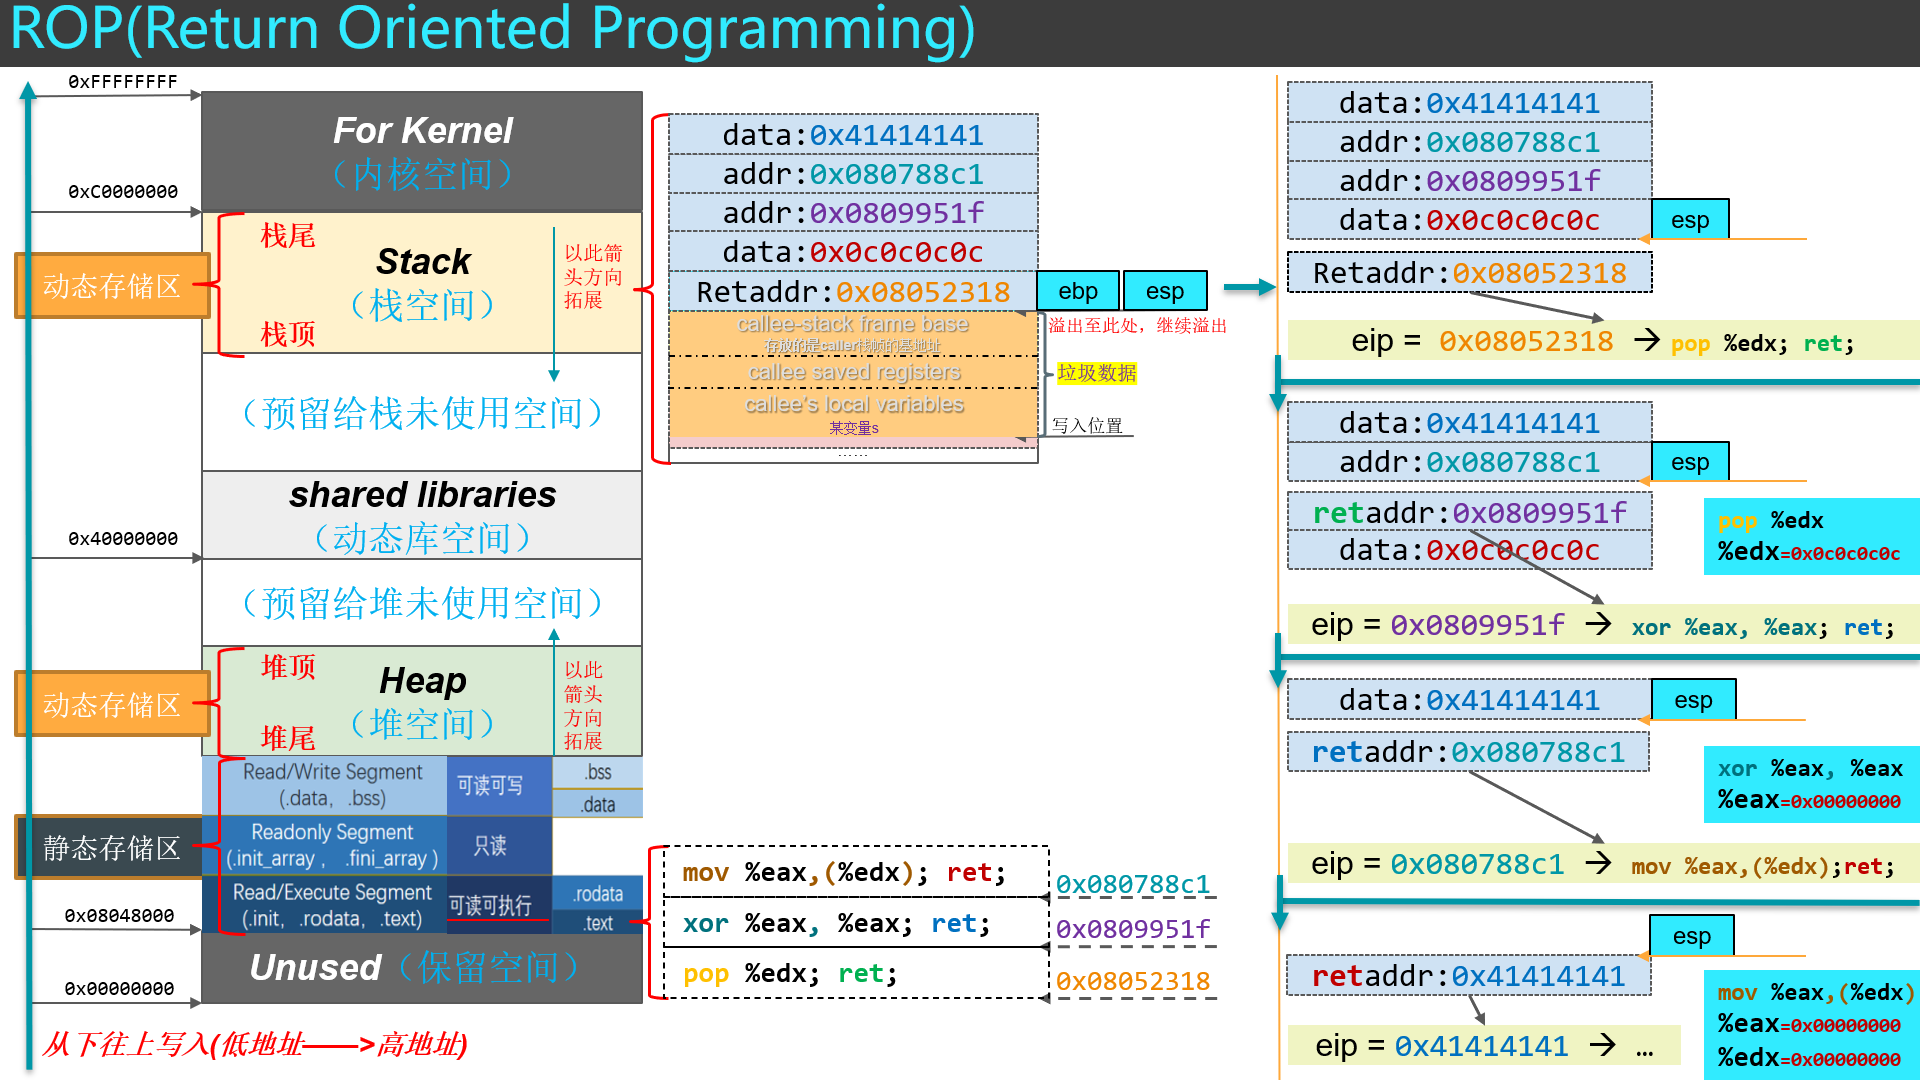 ROP(Return Oriented Programming)
0xFFFFFFFF
For Kernel
（内核空间）
0xC0000000
栈尾
Stack
（栈空间）
栈顶
以此箭
头方向
拓展
动态存储区
（预留给栈未使用空间）
shared libraries
（动态库空间）
0x40000000
（预留给堆未使用空间）
堆顶
Heap
（堆空间）
堆尾
以此
箭头
方向
拓展
动态存储区
Read/Write Segment
(.data, .bss)
可读可写
.bss
.data
静态存储区
Readonly Segment
(.init_array , .fini_array )
只读
Read/Execute Segment
(.init, .rodata, .text)
可读可执行
.rodata
.text
0x08048000
Unused（保留空间）
0x00000000
从下往上写入(低地址——>高地址)
data:0x41414141
addr:0x080788c1
addr:0x0809951f
data:0x0c0c0c0c
Retaddr:0x08052318
ebp
esp
callee-stack frame base
存放的是caller栈帧的基地址
callee saved registers
callee's local variables
某变量s
......
溢出至此处，继续溢出
垃圾数据
写入位置
mov %eax,(%edx); ret;
0x080788c1
xor %eax, %eax; ret;
0x0809951f
pop %edx; ret;
0x08052318
data:0x41414141
addr:0x080788c1
addr:0x0809951f
data:0x0c0c0c0c
esp
Retaddr:0x08052318
eip = 0x08052318 → pop %edx; ret;
data:0x41414141
addr:0x080788c1
esp
retaddr:0x0809951f
data:0x0c0c0c0c
pop %edx
%edx=0x0c0c0c0c
eip = 0x0809951f → xor %eax, %eax; ret;
data:0x41414141
esp
retaddr:0x080788c1
xor %eax, %eax
%eax=0x00000000
eip = 0x080788c1 → mov %eax,(%edx);ret;
esp
retaddr:0x41414141
mov %eax,(%edx)
%eax=0x00000000
%edx=0x00000000
eip = 0x41414141 → …